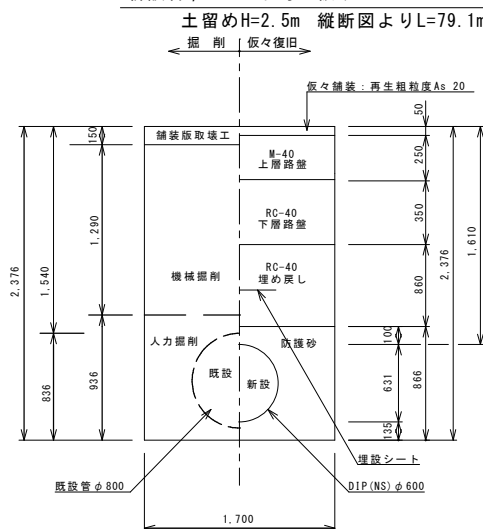 土留めH=2.5m 縦断図よりL=79.1m
掘 削 仮々復旧
仮々舗装：再生粗粒度As 20
舗装版取壊工
M-40
上層路盤
RC-40
下層路盤
RC-40
埋め戻し
機械掘削
人力掘削
防護砂
既設
新設
埋設シート
既設管φ800
DIP(NS)φ600
1.700
2,376
1,540
836
150
1,290
936
50
250
350
860
100
631
135
866
2,376
1,610